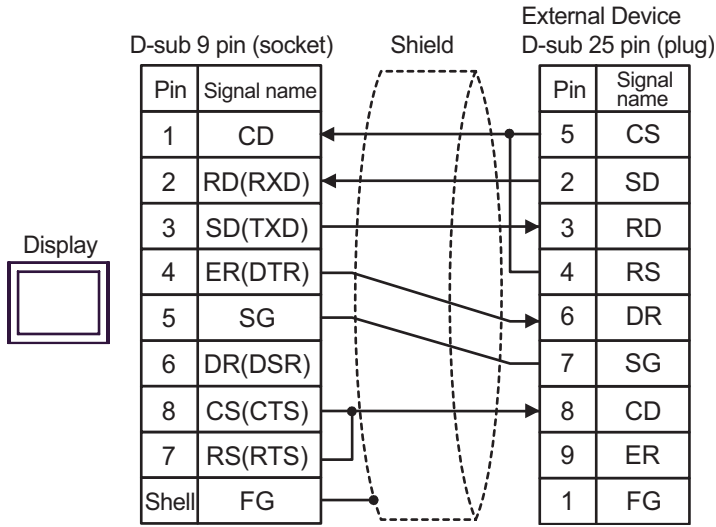 External Device
D-sub 9 pin (socket) Shield D-sub 25 pin (plug)
Pin Signal name Pin Signal name
1 CD 5 CS
2 RD(RXD) 2 SD
3 SD(TXD) 3 RD
Display
4 ER(DTR) 4 RS
5 SG 6 DR
6 DR(DSR) 7 SG
8 CS(CTS) 8 CD
7 RS(RTS) 9 ER
Shell FG 1 FG